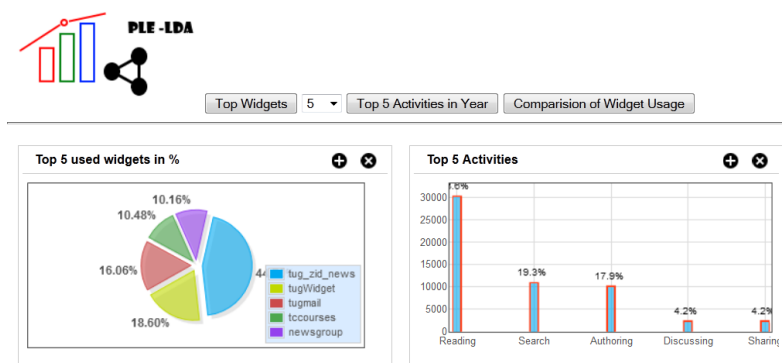 PLE -LDA
Top Widgets 5 Top 5 Activities in Year Comparision of Widget Usage
Top 5 used widgets in %
10.16%
10.48%
16.06%
18.60%
tug_zid_news
tugWidget
tugmail
tccourses
newsgroup
Top 5 Activities
30000
25000
20000
15000
10000
5000
0
19.3%
17.9%
4.2%
4.2%
Reading Search Authoring Discussing Sharing